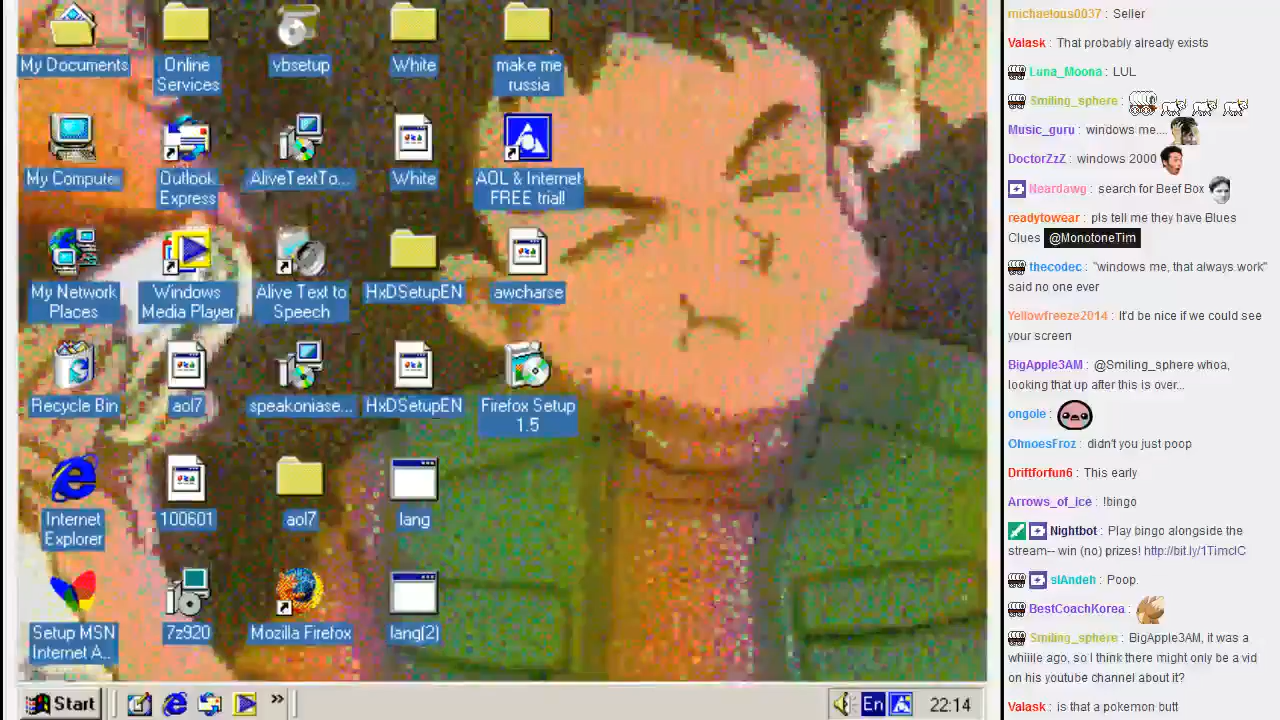 My Documents
Online
Services
vbsetup
White
make me
russia
My Compute
Outlook
Express
AliveTextTo...
White
AOL & Internet
FREE trial!
My Network
Places
Windows
Media Player
Alive Text to
Speech
HxDSetupEN
awcharse
Recycle Bin
aol7
speakoniase...
HxDSetupEN
Firefox Setup
1.5
Internet
Explorer
100601
aol7
lang
Setup MSN
Internet A...
7z920
Mozilla Firefox
lang(2)
Start
»
En
22:14
michaelous0037 : Seller
Valask : That probably already exists
Luna_Moona : LUL
Smiling_sphere :
Music_guru : windows me....
DoctorZzZ : windows 2000
Neardawg : search for Beef Box
readytowear : pls tell me they have Blues
Clues @MonotoneTim
thecodec : "windows me, that always work"
said no one ever
Yellowfreeze2014 : It'd be nice if we could see
your screen
BigApple3AM : @Smiling_sphere whoa,
looking that up after this is over...
ongole :
OlmoesFroz : didn't you just poop
Driftforfun6 : This early
Arrows_of_ice : !bingo
Nightbot : Play bingo alongside the
stream-- win (no) prizes! http://bit.ly/1TimcIC
slAndeh : Poop.
BestCoachKorea :
Smiling_sphere : BigApple3AM, it was a
whiile ago, so I think there might only be a vid
on his youtube channel about it?
Valask : is that a pokemon butt